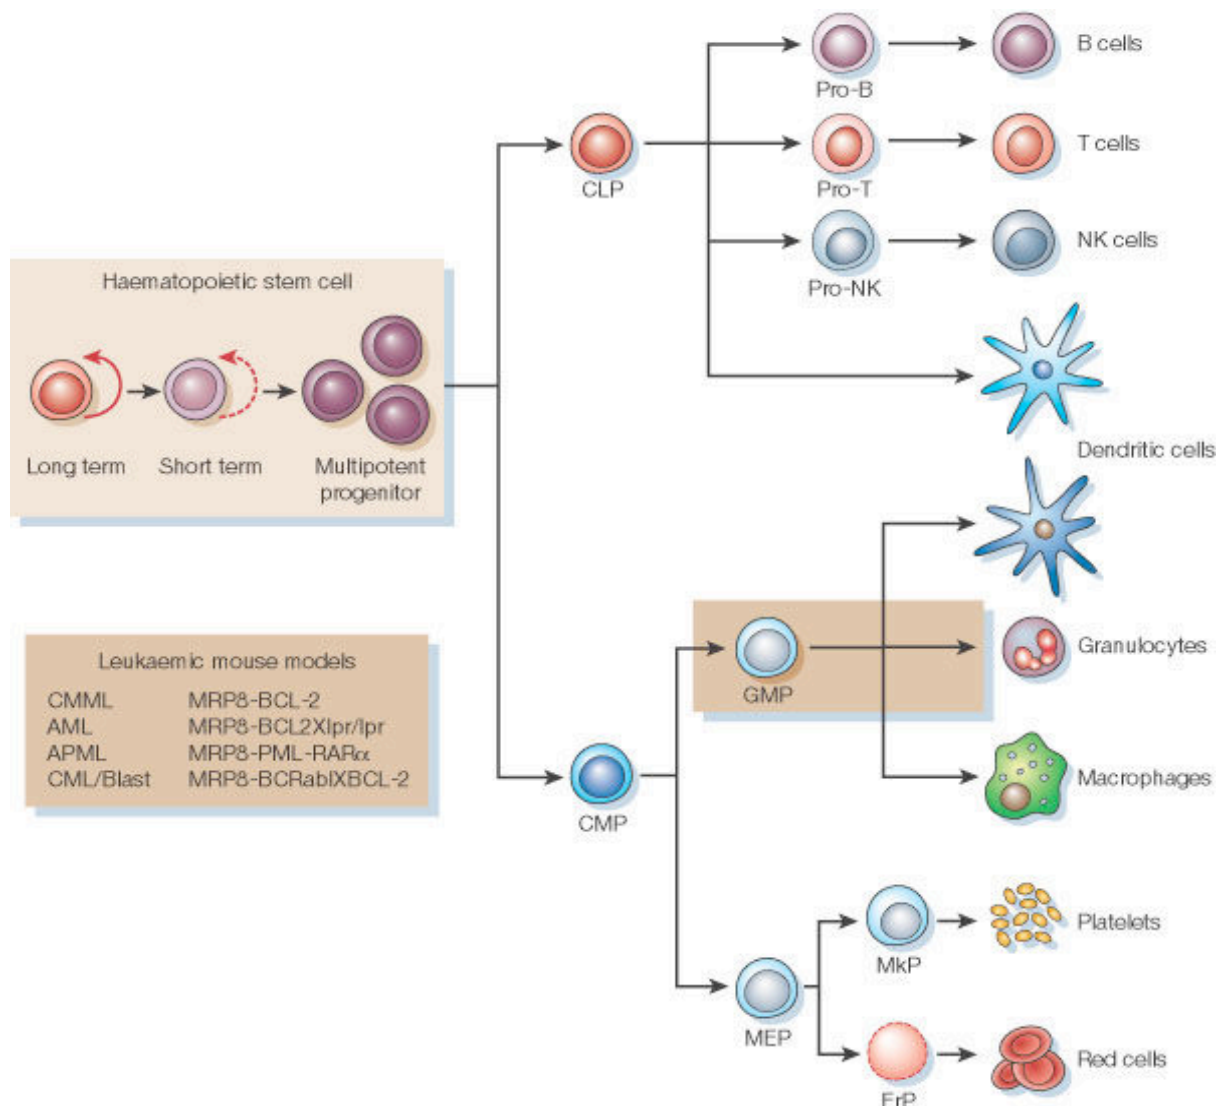 B cells
Pro-B
T cells
CLP
Pro-T
NK cells
Pro-NK
Haematopoietic stem cell
Long term
Short term
Multipotent
progenitor
Dendritic cells
Leukaemic mouse models
CMML MRP8-BCL-2
AML MRP8-BCL2Xlpr/lpr
APML MRP8-PML-RARα
CML/Blast MRP8-BCRablXBCL-2
GMP
Granulocytes
CMP
Macrophages
MkP
Platelets
MEP
ErP
Red cells